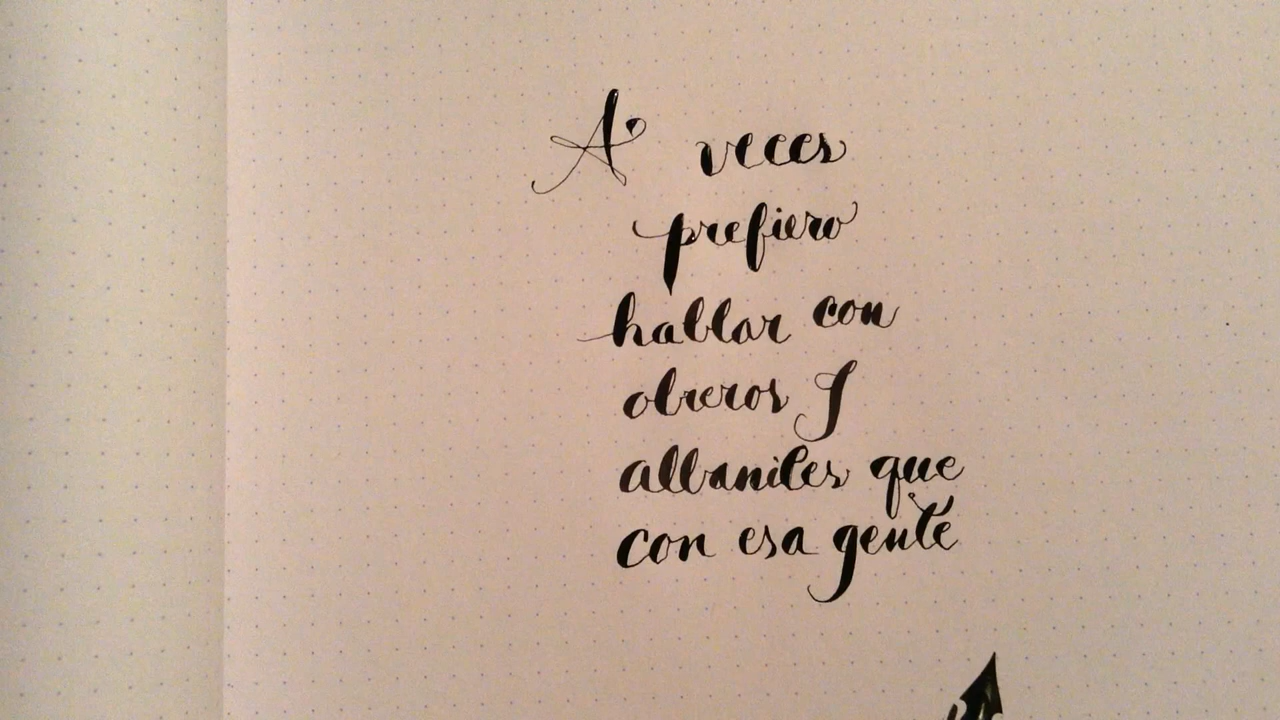 A veces
prefiero
hablar con
obreros y
albaniles que
con esa gente